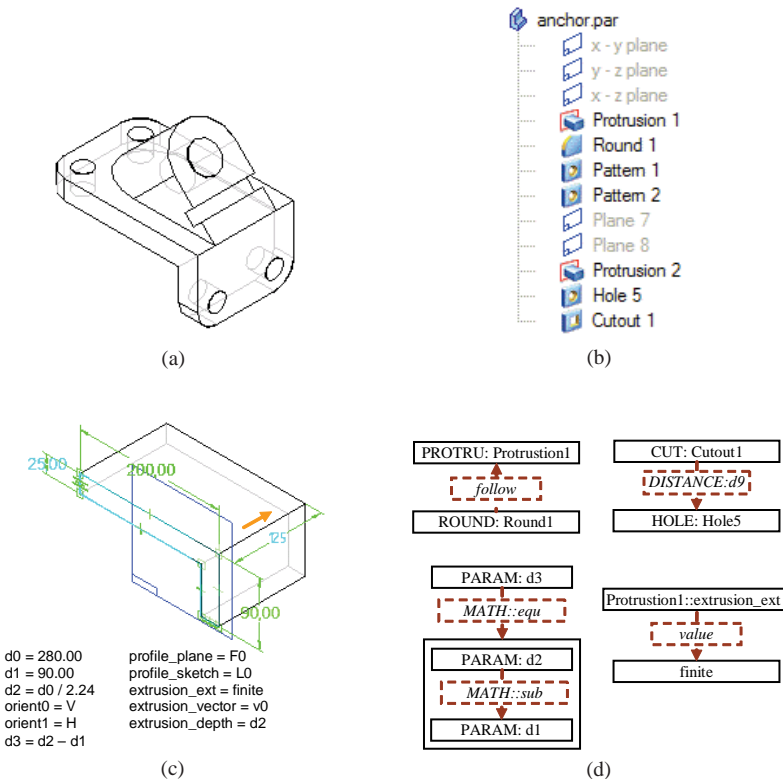 anchor.par
x - y plane
y - z plane
x - z plane
Protrusion 1
Round 1
Pattern 1
Pattern 2
Plane 7
Plane 8
Protrusion 2
Hole 5
Cutout 1
(a)
(b)
25,00
200,00
125
90,00
d0 = 280.00
d1 = 90.00
d2 = d0 / 2.24
orient0 = V
orient1 = H
d3 = d2 – d1
profile_plane = F0
profile_sketch = L0
extrusion_ext = finite
extrusion_vector = v0
extrusion_depth = d2
(c)
PROTRU: Protrustion1
follow
ROUND: Round1
CUT: Cutout1
DISTANCE:d9
HOLE: Hole5
PARAM: d3
MATH::equ
PARAM: d2
MATH::sub
PARAM: d1
Protrustion1::extrusion_ext
value
finite
(d)